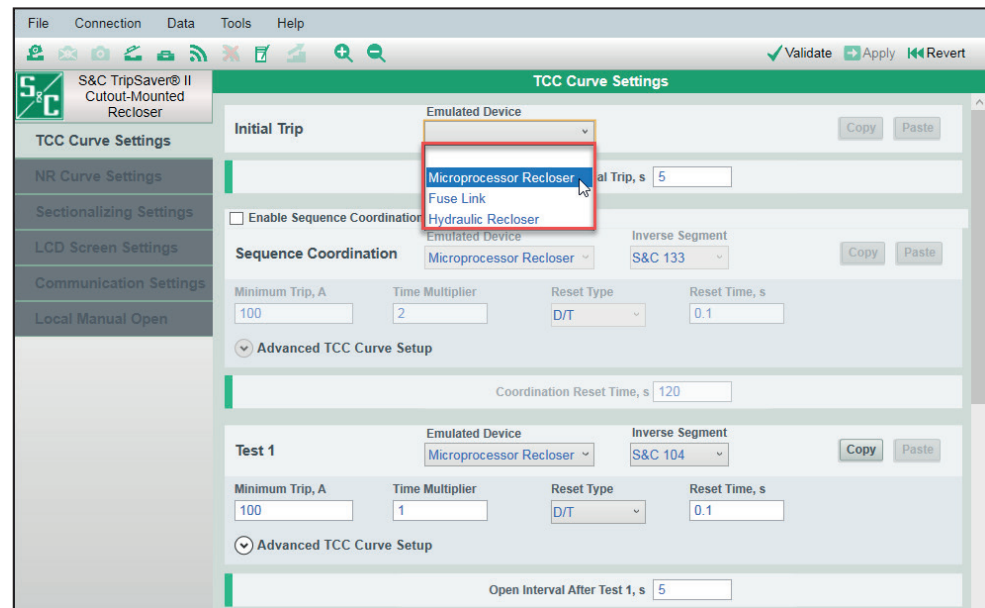 File Connection Data Tools Help
Validate Apply Revert
S&C
S&C TripSaver® II
Cutout-Mounted
Recloser
TCC Curve Settings
NR Curve Settings
Sectionalizing Settings
LCD Screen Settings
Communication Settings
Local Manual Open
TCC Curve Settings
Emulated Device
Initial Trip
Copy Paste
Microprocessor Recloser
Fuse Link
Hydraulic Recloser
al Trip, s 5
Enable Sequence Coordination
Emulated Device Inverse Segment
Sequence Coordination Microprocessor Recloser S&C 133 Copy Paste
Minimum Trip, A Time Multiplier Reset Type Reset Time, s
100 2 D/T 0.1
Advanced TCC Curve Setup
Coordination Reset Time, s 120
Emulated Device Inverse Segment
Test 1 Microprocessor Recloser S&C 104 Copy Paste
Minimum Trip, A Time Multiplier Reset Type Reset Time, s
100 1 D/T 0.1
Advanced TCC Curve Setup
Open Interval After Test 1, s 5